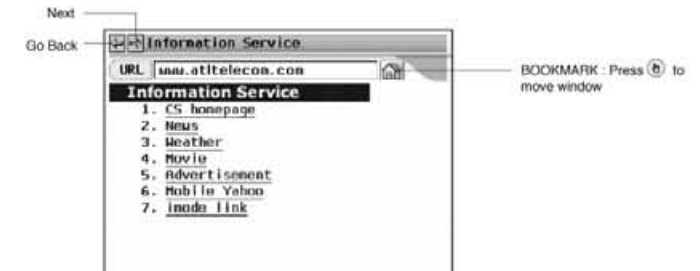 Next
Go Back
Information Service
URL www.atltelecom.com
BOOKMARK : Press to
move window
Information Service
1. CS homepage
2. News
3. Weather
4. Movie
5. Advertisement
6. Mobile Yahoo
7. imode link